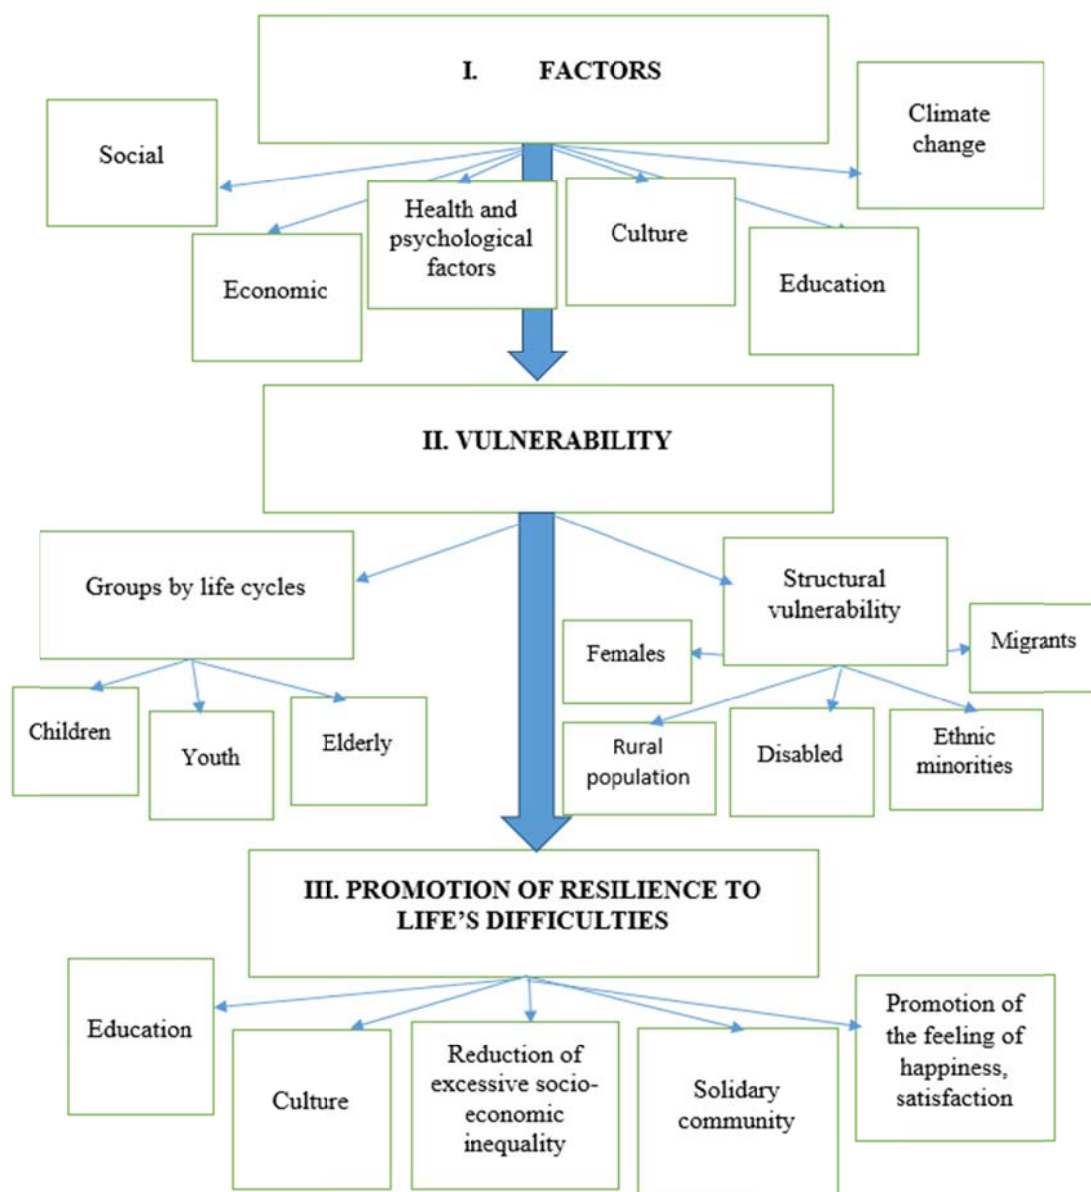 I. FACTORS
Social
Climate
change
Economic
Health and
psychological
factors
Culture
Education
II. VULNERABILITY
Groups by life cycles
Structural
vulnerability
Females
Migrants
Children
Youth
Elderly
Rural
population
Disabled
Ethnic
minorities
III. PROMOTION OF RESILIENCE TO
LIFE’S DIFFICULTIES
Education
Culture
Reduction of
excessive socio-
economic
inequality
Solidary
community
Promotion of
the feeling of
happiness,
satisfaction